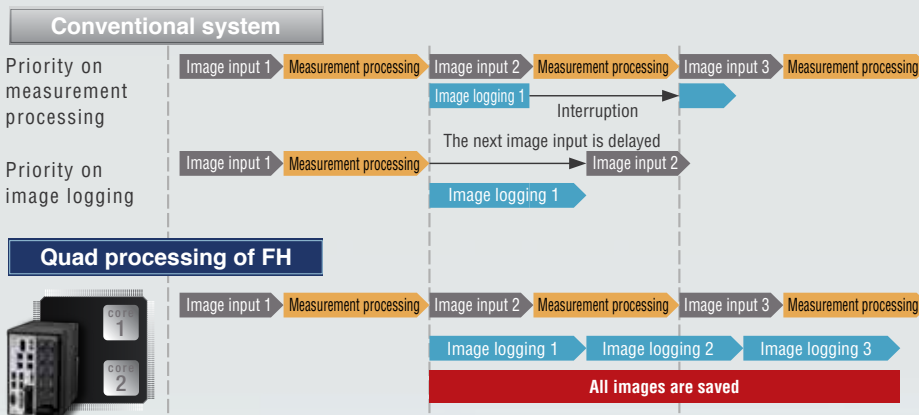 Conventional system
Priority on
measurement
processing
Image input 1
Measurement processing
Image input 2
Measurement processing
Image input 3
Measurement processing
Image logging 1
Interruption
Priority on
image logging
Image input 1
Measurement processing
The next image input is delayed
Image input 2
Image logging 1
Quad processing of FH
core
1
core
2
Image input 1
Measurement processing
Image input 2
Measurement processing
Image input 3
Measurement processing
Image logging 1
Image logging 2
Image logging 3
All images are saved